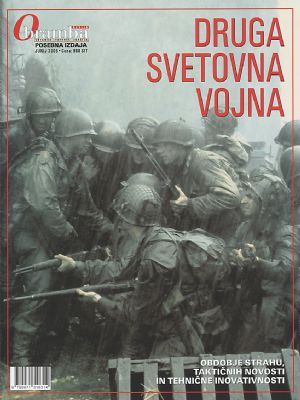 Obramba
POSEBNA IZDAJA
DRUGA
SVETOVNA
VOJNA
OBDOBJE STRAHU,
TAKTIČNIH NOVOSTI
IN TEHNIČNE INOVATIVNOSTI